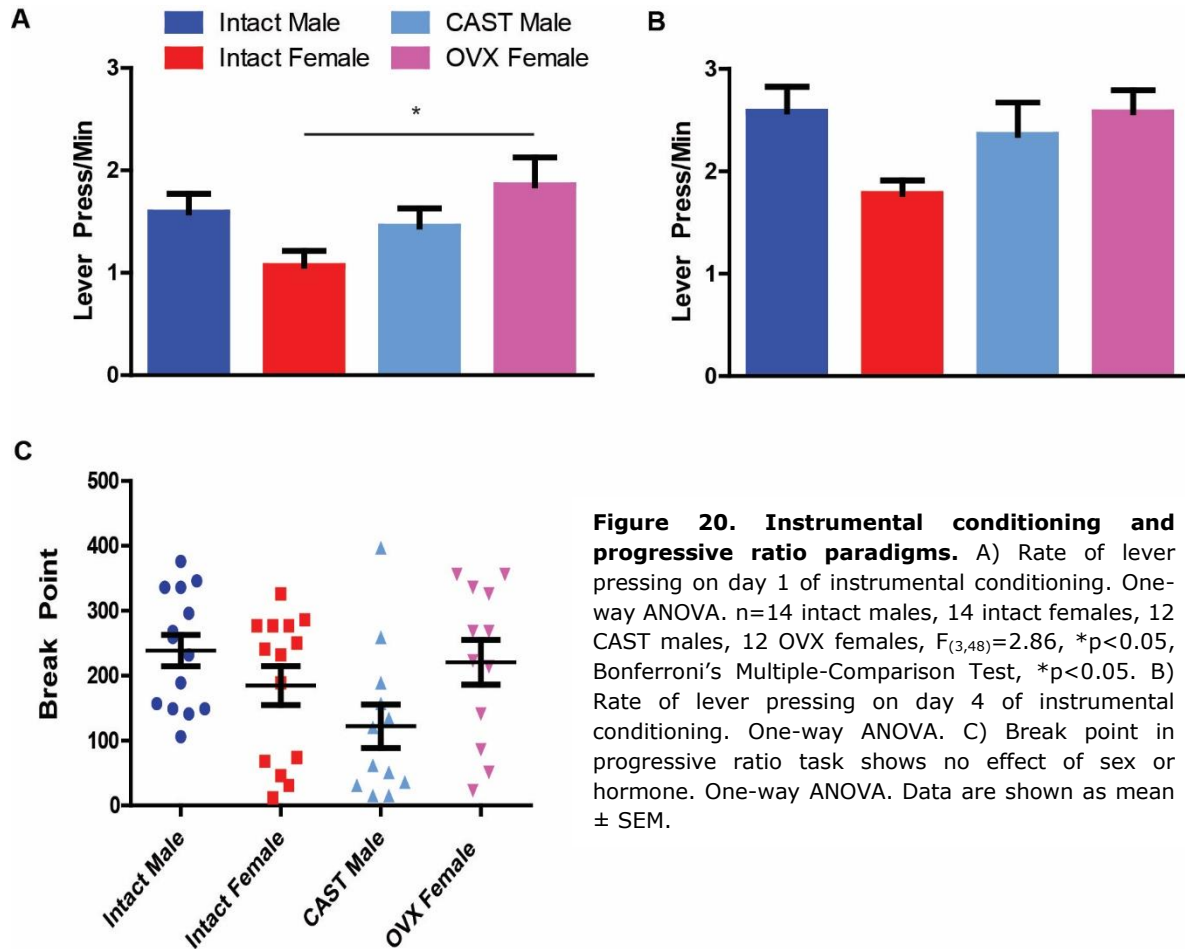 A
Intact Male
CAST Male
Intact Female
OVX Female
Lever Press/Min
3
2
1
0
*
B
Lever Press/Min
3
2
1
0
C
Break Point
500
400
300
200
100
0
Intact Male
Intact Female
CAST Male
OVX Female
Figure 20. Instrumental conditioning and
progressive ratio paradigms. A) Rate of lever
pressing on day 1 of instrumental conditioning. One-
way ANOVA. n=14 intact males, 14 intact females, 12
CAST males, 12 OVX females, F(3,48)=2.86, *p<0.05,
Bonferroni's Multiple-Comparison Test, *p<0.05. B)
Rate of lever pressing on day 4 of instrumental
conditioning. One-way ANOVA. C) Break point in
progressive ratio task shows no effect of sex or
hormone. One-way ANOVA. Data are shown as mean
± SEM.